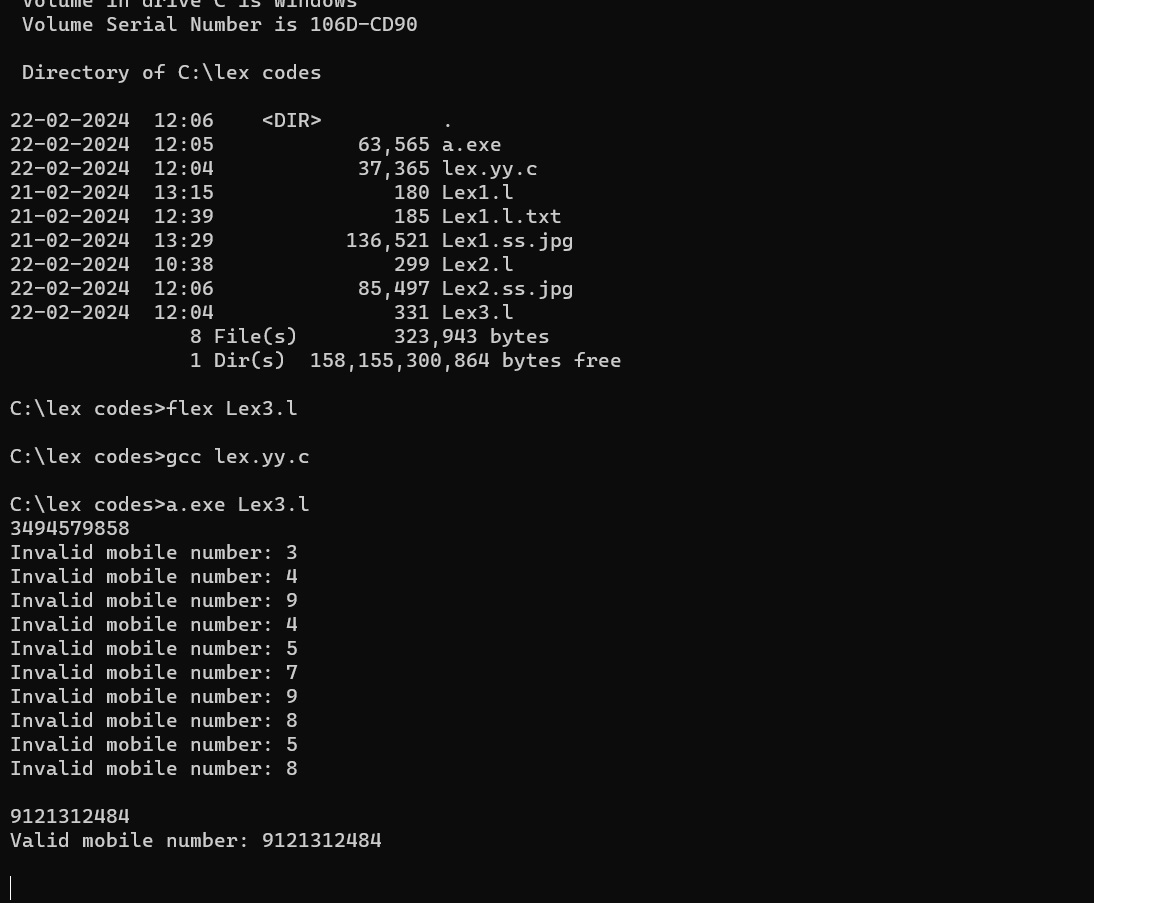 Volume in drive C is Windows
Volume Serial Number is 106D-CD90
Directory of C:\lex codes
22-02-2024  12:06    <DIR>          .
22-02-2024  12:05            63,565 a.exe
22-02-2024  12:04            37,365 lex.yy.c
21-02-2024  13:15               180 Lex1.l
21-02-2024  12:39               185 Lex1.l.txt
21-02-2024  13:29           136,521 Lex1.ss.jpg
22-02-2024  10:38               299 Lex2.l
22-02-2024  12:06            85,497 Lex2.ss.jpg
22-02-2024  12:04               331 Lex3.l
8 File(s)        323,943 bytes
1 Dir(s)  158,155,300,864 bytes free
C:\lex codes>flex Lex3.l
C:\lex codes>gcc lex.yy.c
C:\lex codes>a.exe Lex3.l
3494579858
Invalid mobile number: 3
Invalid mobile number: 4
Invalid mobile number: 9
Invalid mobile number: 4
Invalid mobile number: 5
Invalid mobile number: 7
Invalid mobile number: 9
Invalid mobile number: 8
Invalid mobile number: 5
Invalid mobile number: 8
9121312484
Valid mobile number: 9121312484